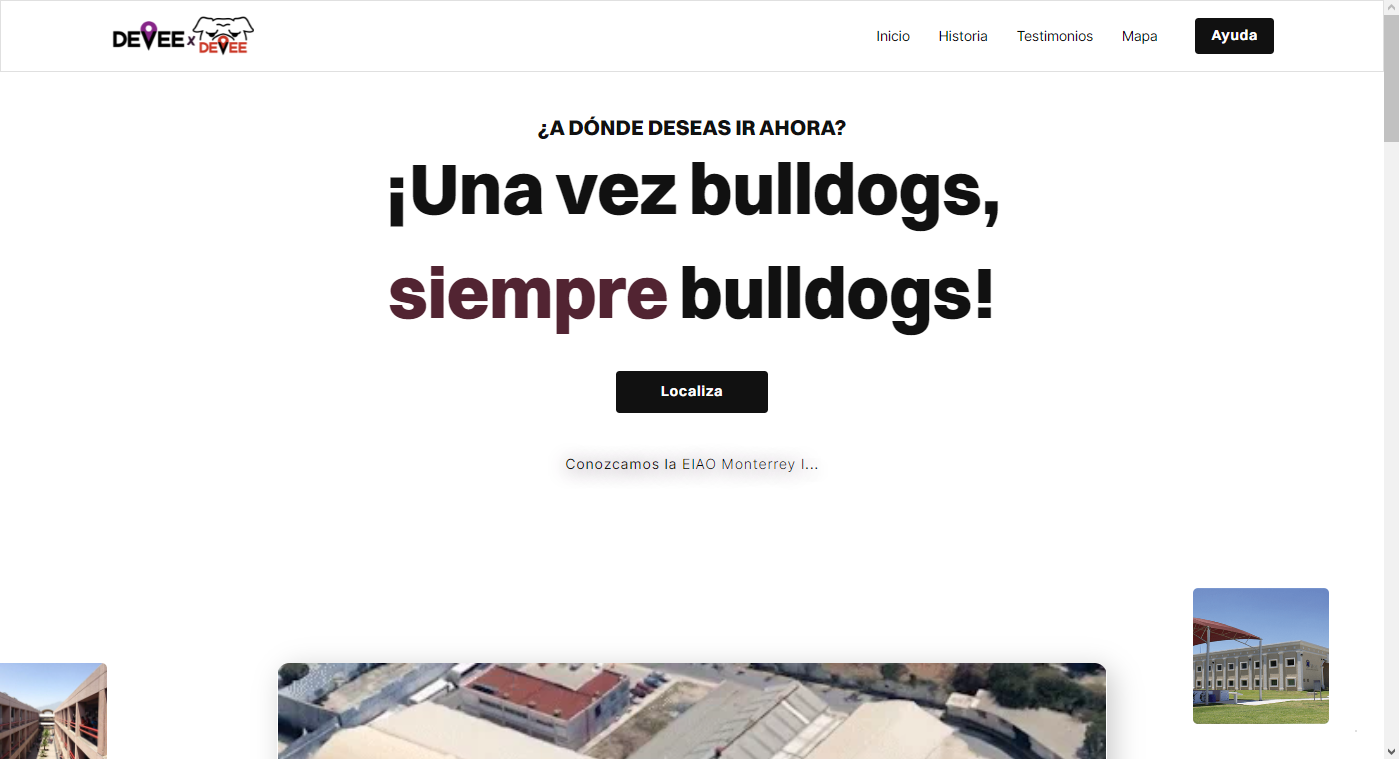 DEVEE x DEVEE
Inicio Historia Testimonios Mapa Ayuda
¿A DÓNDE DESEAS IR AHORA?
¡Una vez bulldogs,
siempre bulldogs!
Localiza
Conozcamos la EIAO Monterrey I...